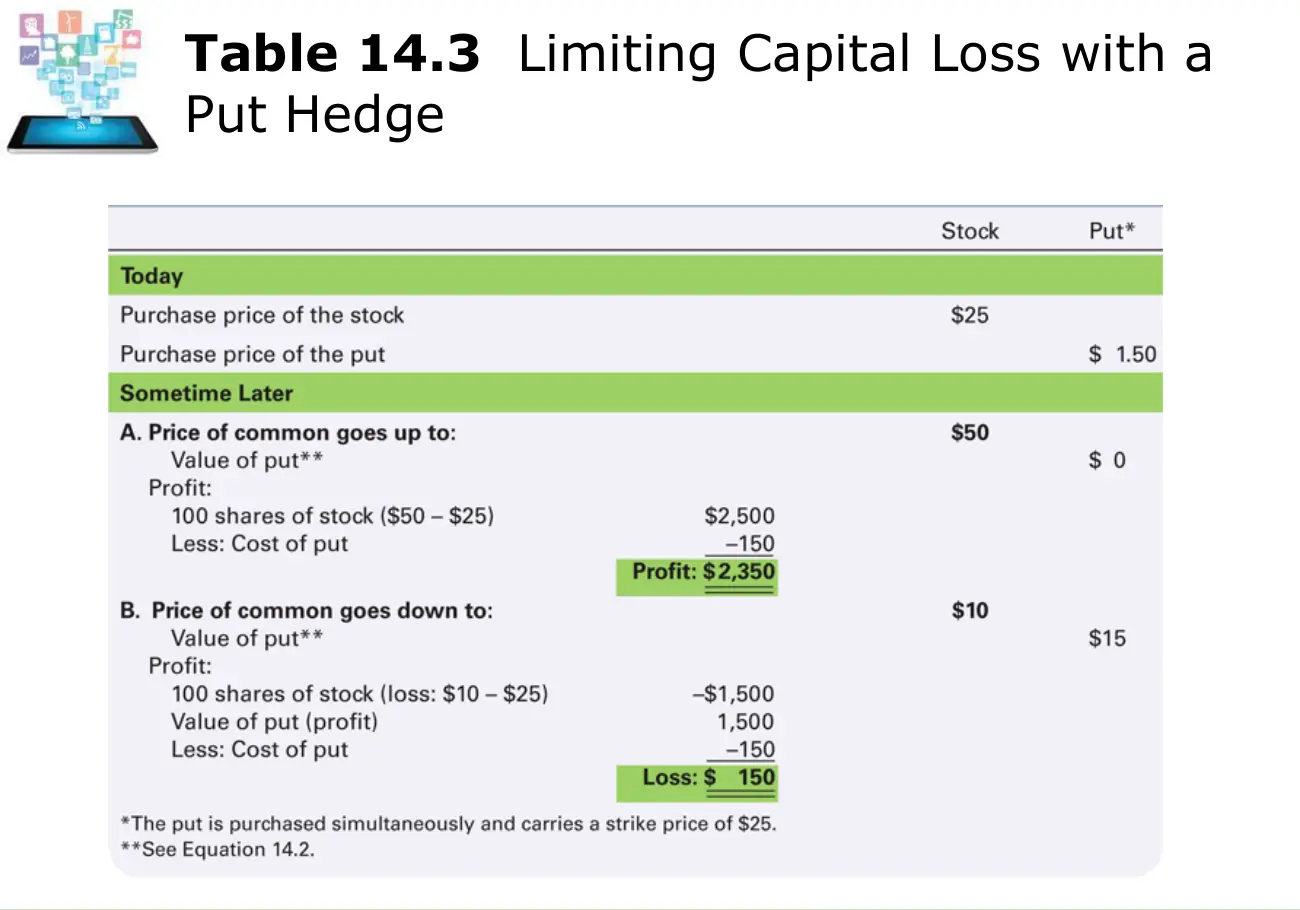 Table 14.3 Limiting Capital Loss with a
Put Hedge
Stock Put*
Today
Purchase price of the stock $25
Purchase price of the put $ 1.50
Sometime Later
A. Price of common goes up to: $50
Value of put** $ 0
Profit:
100 shares of stock ($50 – $25) $2,500
Less: Cost of put –150
Profit: $2,350
B. Price of common goes down to: $10
Value of put** $15
Profit:
100 shares of stock (loss: $10 – $25) –$1,500
Value of put (profit) 1,500
Less: Cost of put –150
Loss: $ 150
*The put is purchased simultaneously and carries a strike price of $25.
**See Equation 14.2.